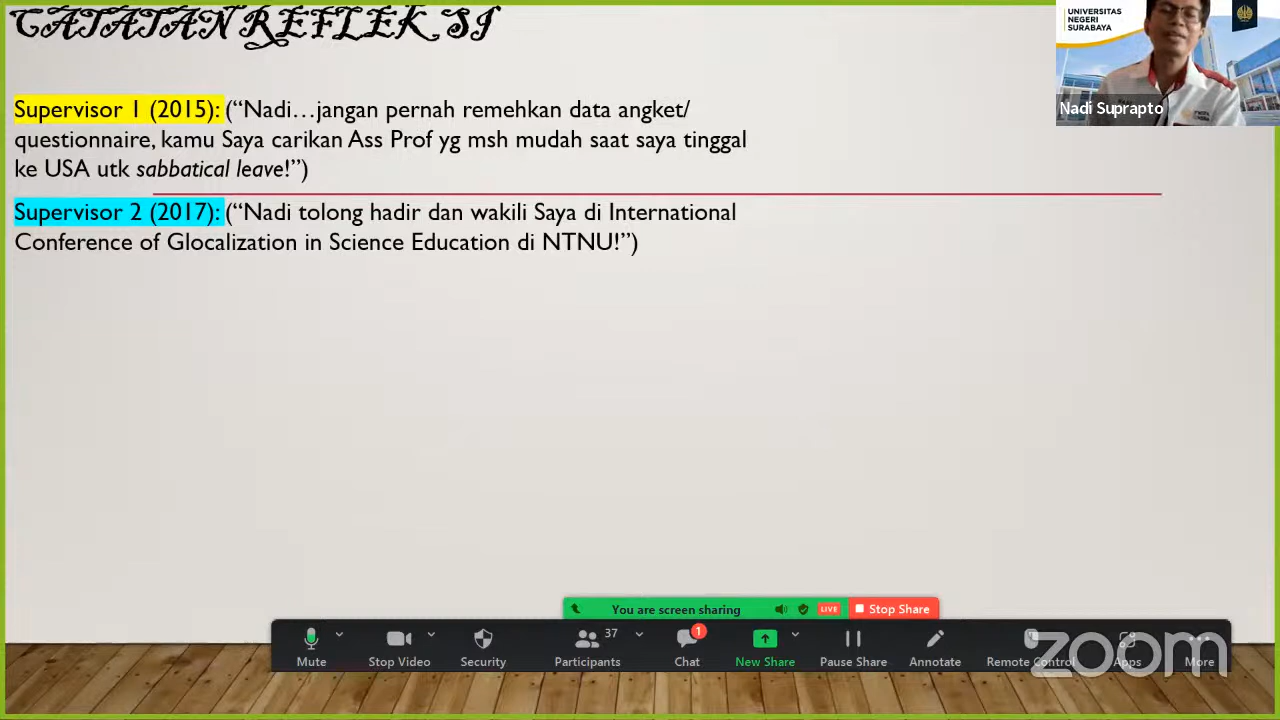 CATATAN REFLEKSI
UNIVERSITAS
NEGERI
SURABAYA
Nadi Suprapto
Supervisor 1 (2015): (“Nadi…jangan pernah remehkan data angket/
questionnaire, kamu Saya carikan Ass Prof yg msh mudah saat saya tinggal
ke USA utk sabbatical leave!”)
Supervisor 2 (2017): (“Nadi tolong hadir dan wakili Saya di International
Conference of Glocalization in Science Education di NTNU!”)
You are screen sharing LIVE Stop Share
37 1
Mute Stop Video Security Participants Chat New Share Pause Share Annotate Remote Control Apps More
zoom